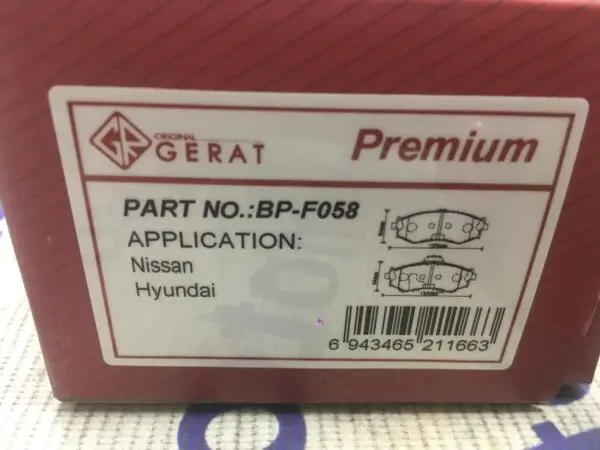 ORIGINAL
GERAT
Premium
PART NO.:BP-F058
APPLICATION:
Nissan
Hyundai
6 943465 211663